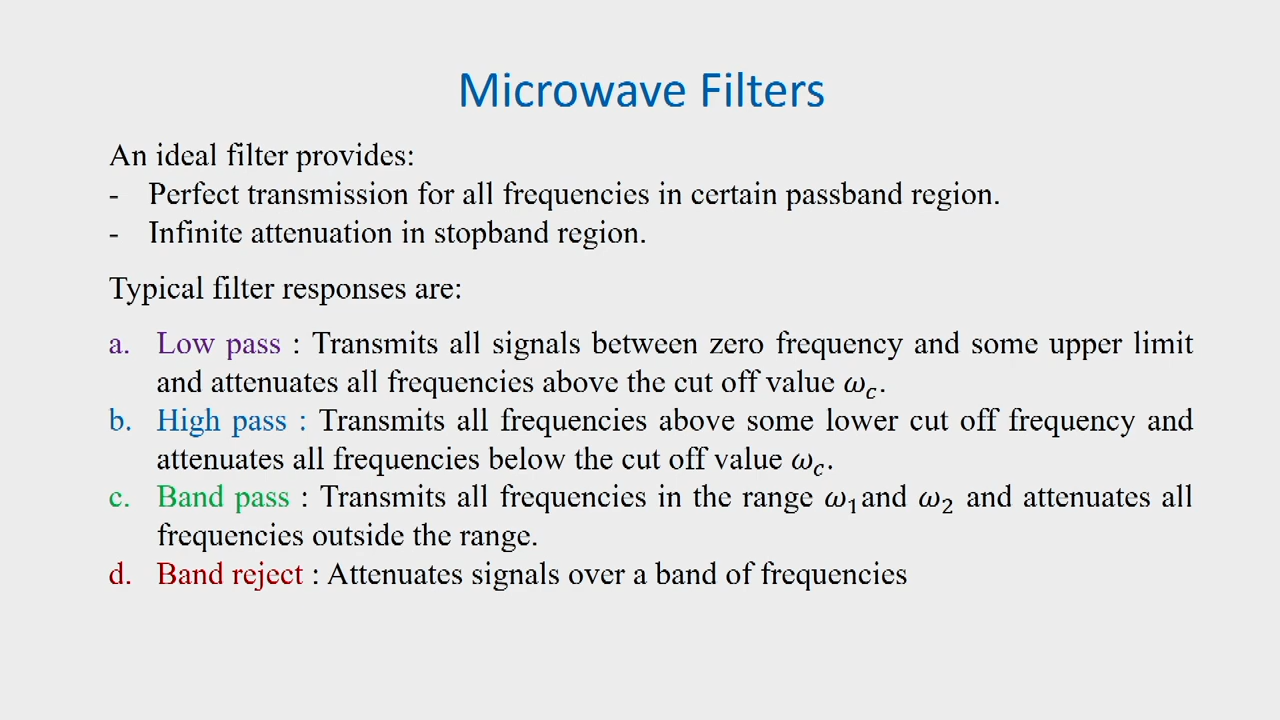 Microwave Filters
An ideal filter provides:
- Perfect transmission for all frequencies in certain passband region.
- Infinite attenuation in stopband region.
Typical filter responses are:
a. Low pass : Transmits all signals between zero frequency and some upper limit
and attenuates all frequencies above the cut off value ω_c.
b. High pass : Transmits all frequencies above some lower cut off frequency and
attenuates all frequencies below the cut off value ω_c.
c. Band pass : Transmits all frequencies in the range ω₁and ω₂ and attenuates all
frequencies outside the range.
d. Band reject : Attenuates signals over a band of frequencies